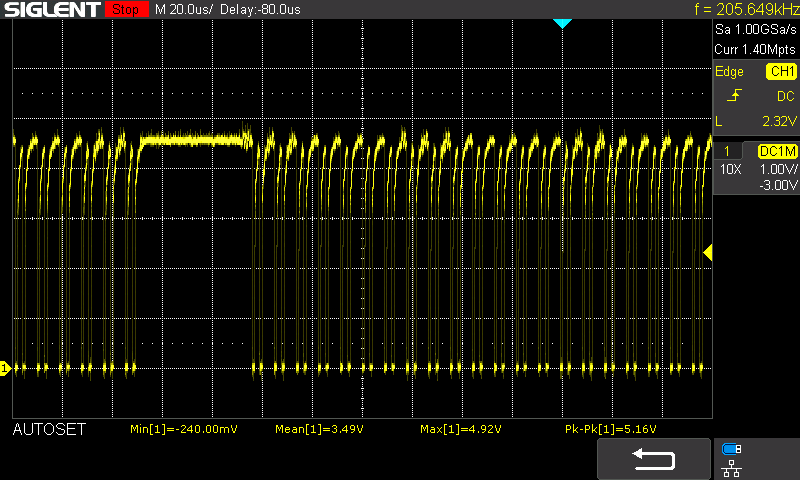 SIGLENT Stop M 20.0us/ Delay:-80.0us f = 205.649kHz
Sa 1.00GSa/s
Curr 1.40Mpts
Edge CH1
DC
L 2.32V
1 DC1M
10X 1.00V/
-3.00V
1
AUTOSET Min[1]=-240.00mV Mean[1]=3.49V Max[1]=4.92V Pk-Pk[1]=5.16V